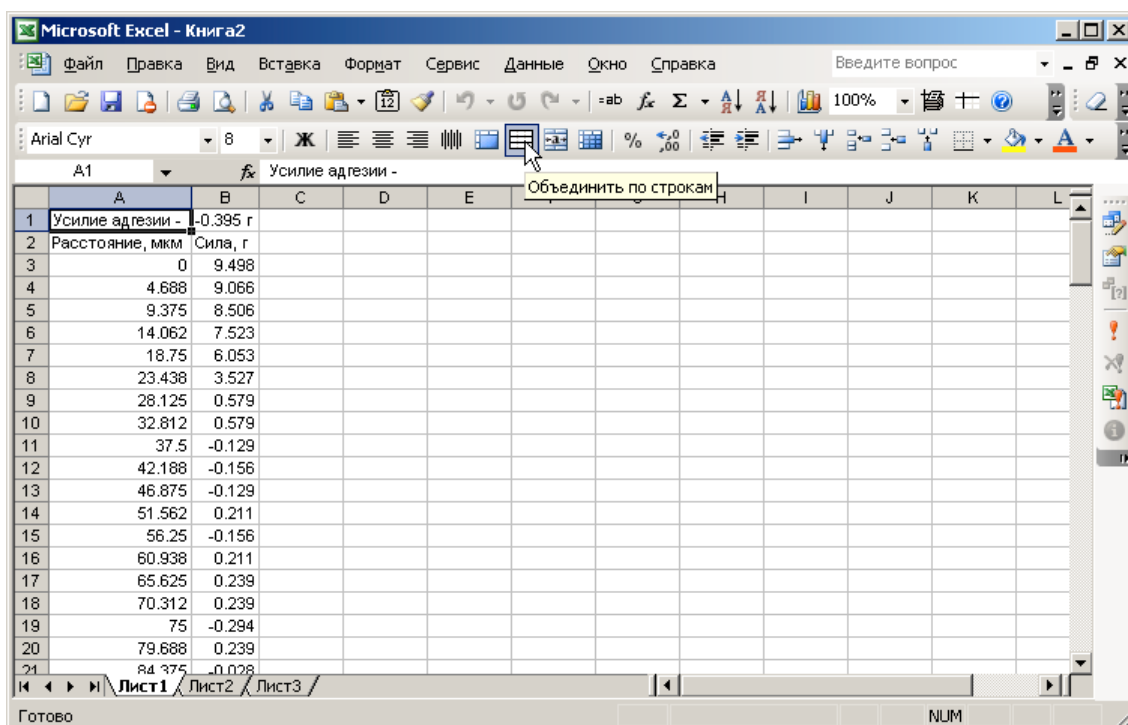 Microsoft Excel - Книга2
Файл Правка Вид Вставка Формат Сервис Данные Окно Справка Введите вопрос
100%
Arial Cyr 8 Ж %
A1 fx Усилие адгезии -
Объединить по строкам
A B C D E F G H I J K L
1 Усилие адгезии - -0.395 г
2 Расстояние, мкм Сила, г
3 0 9.498
4 4.688 9.066
5 9.375 8.506
6 14.062 7.523
7 18.75 6.053
8 23.438 3.527
9 28.125 0.579
10 32.812 0.579
11 37.5 -0.129
12 42.188 -0.156
13 46.875 -0.129
14 51.562 0.211
15 56.25 -0.156
16 60.938 0.211
17 65.625 0.239
18 70.312 0.239
19 75 -0.294
20 79.688 0.239
21 84.375 -0.028
Лист1 Лист2 Лист3
Готово NUM